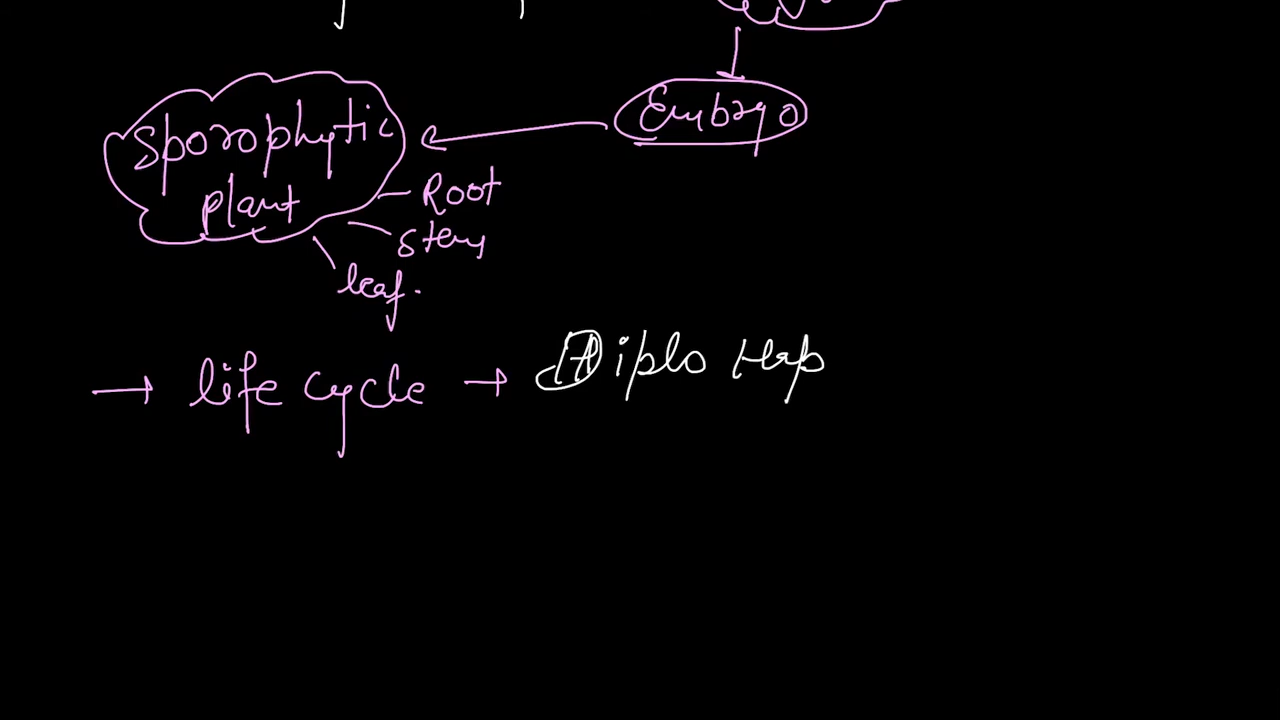 Embryo
Sporophytic
plant
Root
stem
leaf.
→ life cycle → Diplo Hap